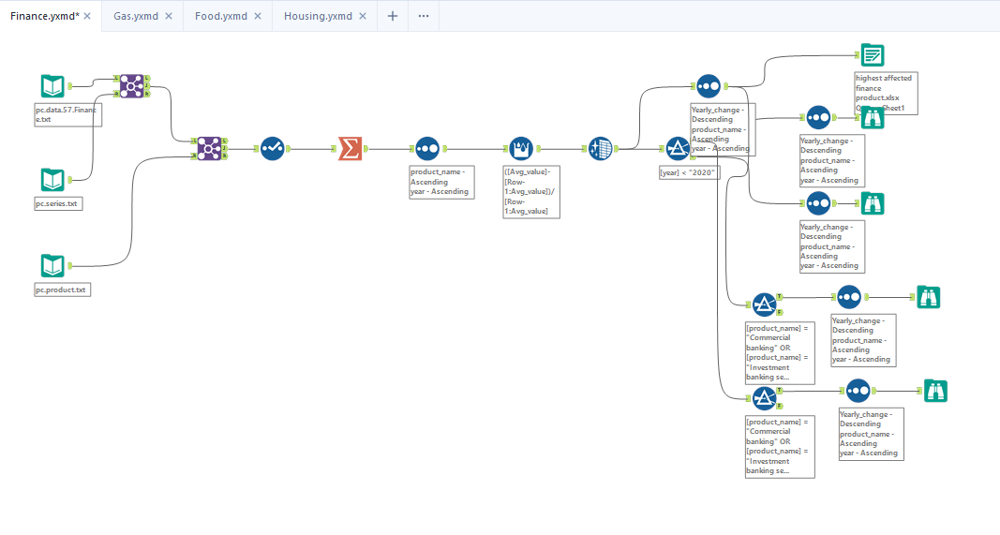 Finance.yxmd*
Gas.yxmd
Food.yxmd
Housing.yxmd
pc.data.57.Financ
e.txt
pc.series.txt
pc.product.txt
product_name -
Ascending
year - Ascending
([Avg_value]-
[Row-
1:Avg_value])/
[Row-
1:Avg_value]
Yearly_change -
Descending
product_name -
Ascending
year - Ascending
[year] < "2020"
highest affected
finance
product.xlsx
Sheet1
Yearly_change -
Descending
product_name -
Ascending
year - Ascending
Yearly_change -
Descending
product_name -
Ascending
year - Ascending
[product_name] =
"Commercial
banking" OR
[product_name] =
"Investment
banking se...
Yearly_change -
Descending
product_name -
Ascending
year - Ascending
[product_name] =
"Commercial
banking" OR
[product_name] =
"Investment
banking se...
Yearly_change -
Descending
product_name -
Ascending
year - Ascending